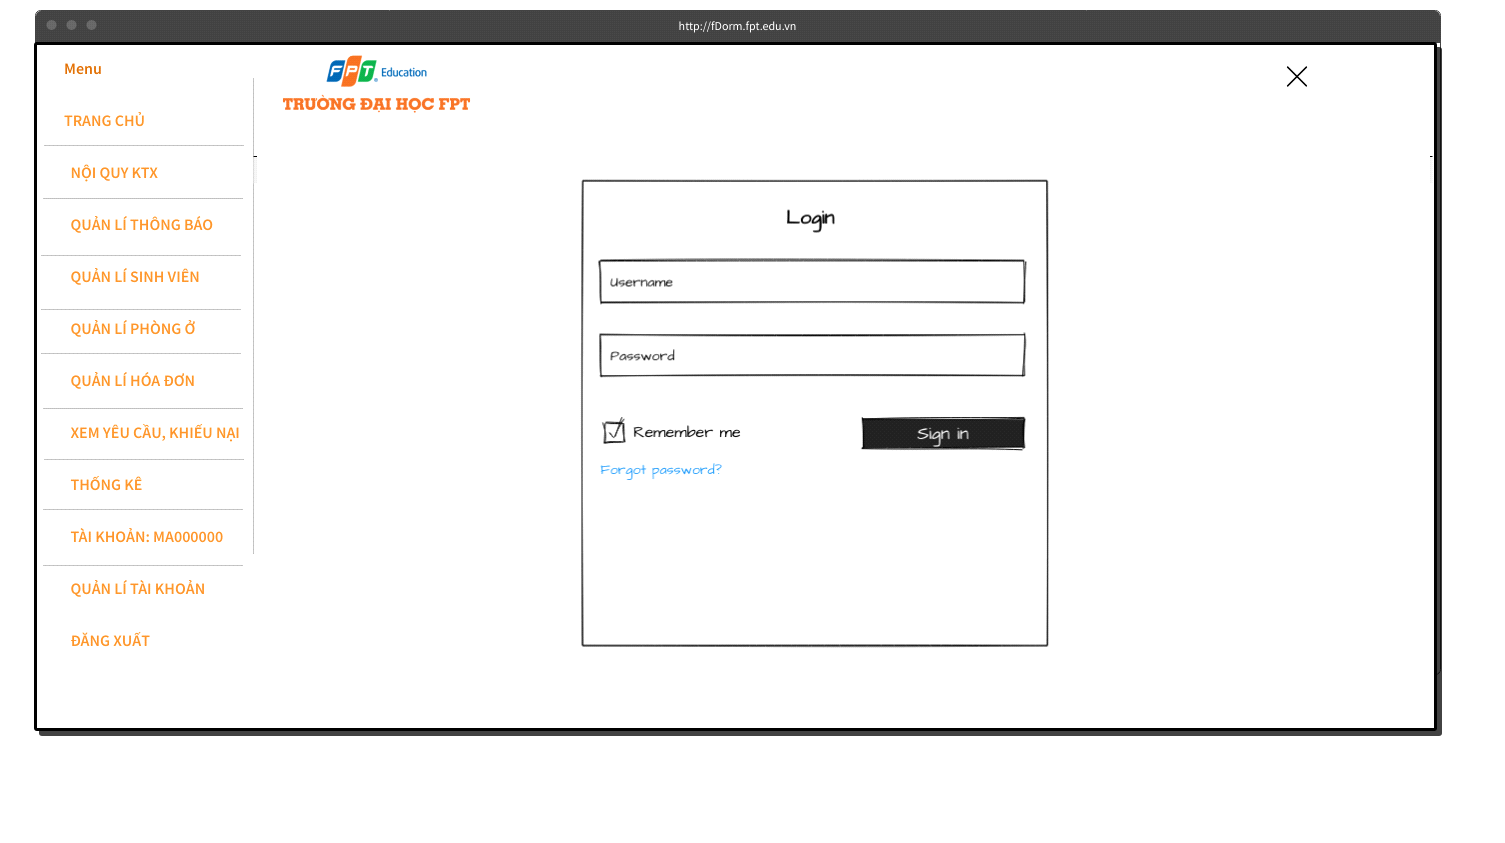 http://fDorm.fpt.edu.vn
Menu
TRANG CHỦ
NỘI QUY KTX
QUẢN LÍ THÔNG BÁO
QUẢN LÍ SINH VIÊN
QUẢN LÍ PHÒNG Ở
QUẢN LÍ HÓA ĐƠN
XEM YÊU CẦU, KHIẾU NẠI
THỐNG KÊ
TÀI KHOẢN: MA000000
QUẢN LÍ TÀI KHOẢN
ĐĂNG XUẤT
FPT Education
TRƯỜNG ĐẠI HỌC FPT
Login
Username
Password
Remember me
Sign in
Forgot password?